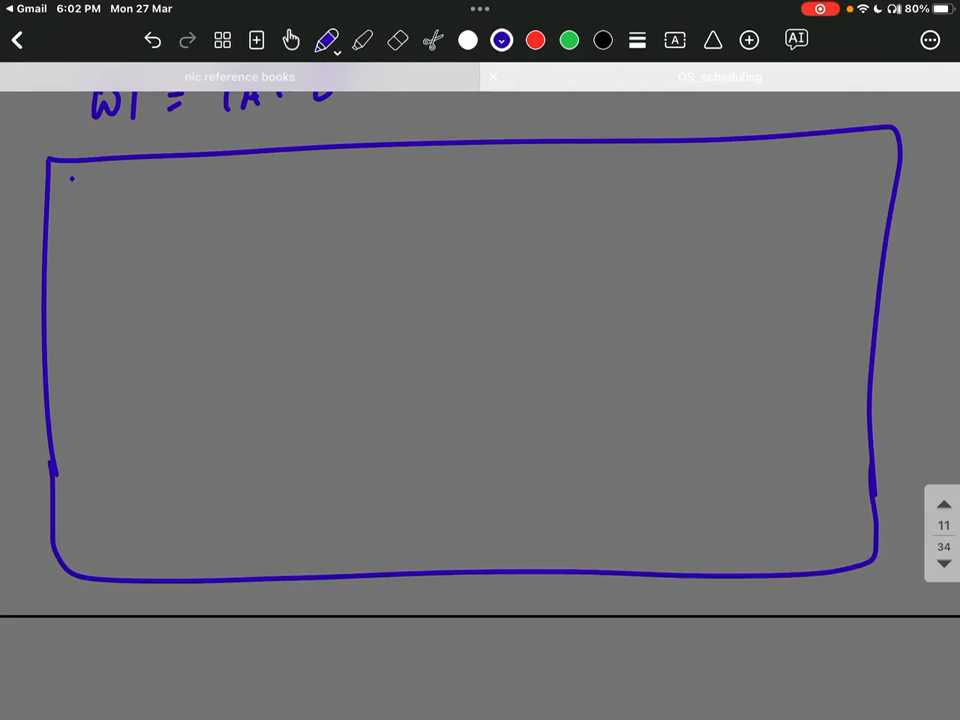 Gmail 6:02 PM Mon 27 Mar 80%
A AI
nic reference books OS_scheduling
WT =
11
34